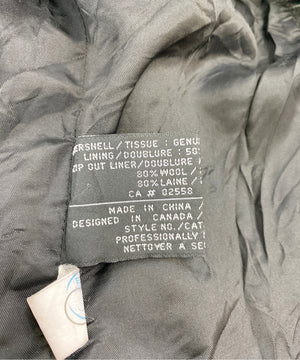 ERSHELL/TISSUE: GENU
LINING/DOUBLURE: 50%
IP OUT LINER/DOUBLURE
80% WOOL/
80% LAINE/
CA # 02558
MADE IN CHINA /
DESIGNED IN CANADA /
STYLE NO./CAT
PROFESSIONALLY
NETTOYER A SE